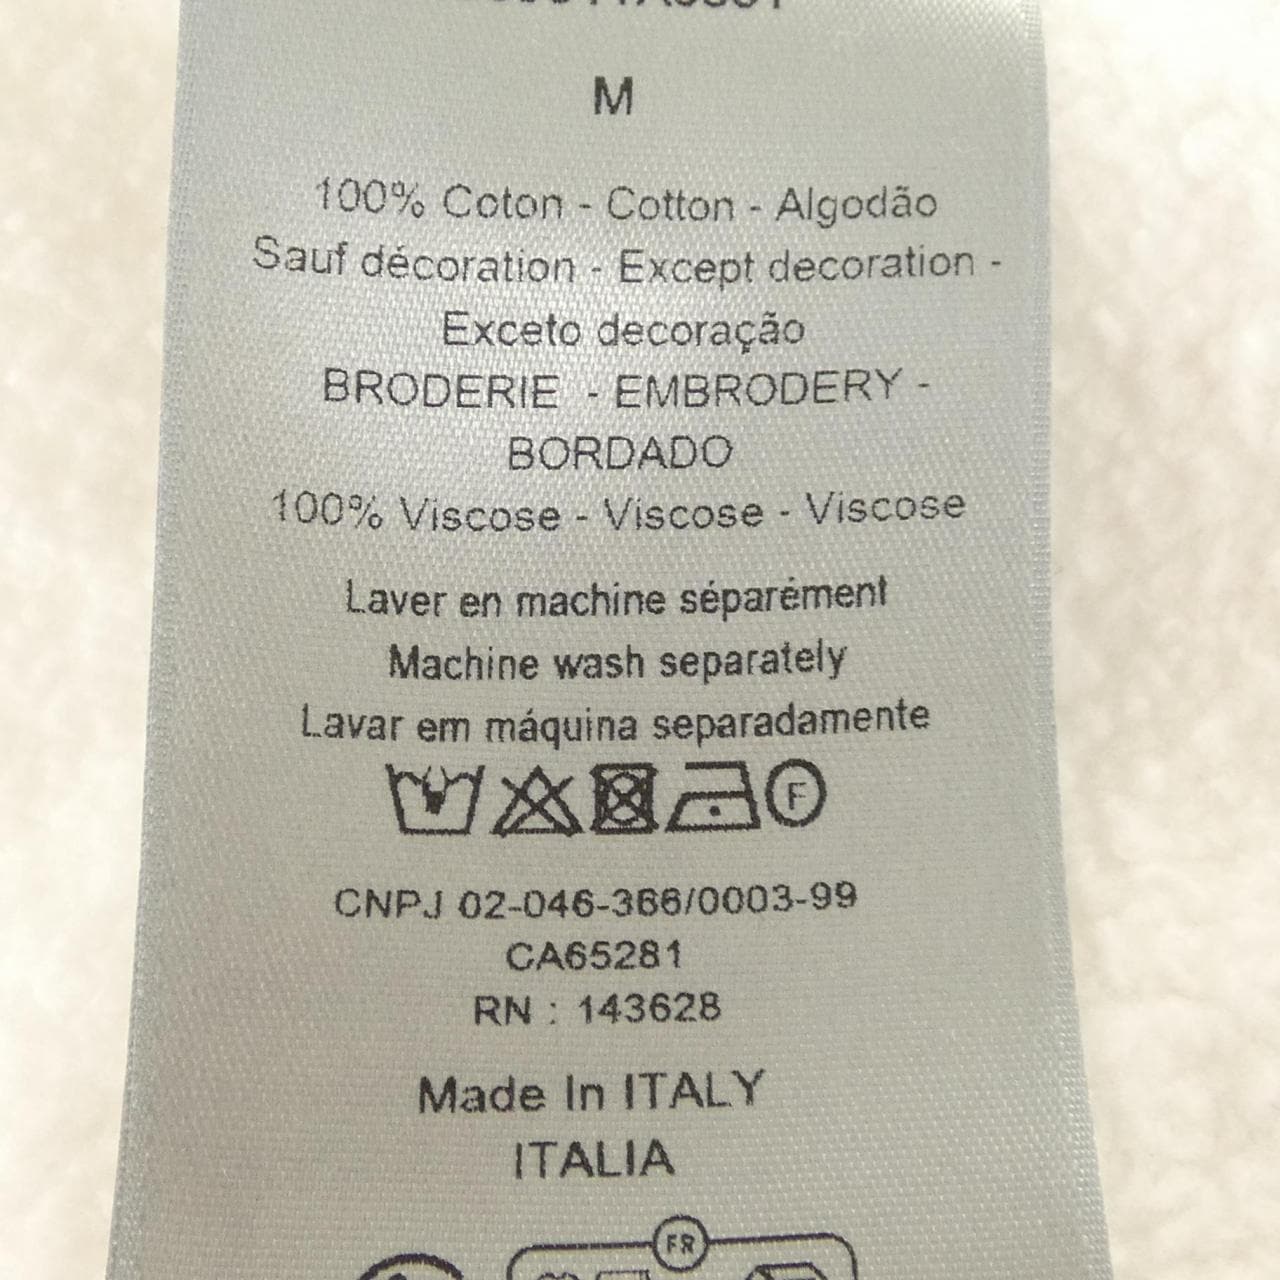 M
100% Coton - Cotton - Algodão
Sauf décoration - Except decoration -
Exceto decoração
BRODERIE - EMBRODERY -
BORDADO
100% Viscose - Viscose - Viscose
Laver en machine séparément
Machine wash separately
Lavar em máquina separadamente
F
CNPJ 02-046-366/0003-99
CA65281
RN : 143628
Made In ITALY
ITALIA
FR